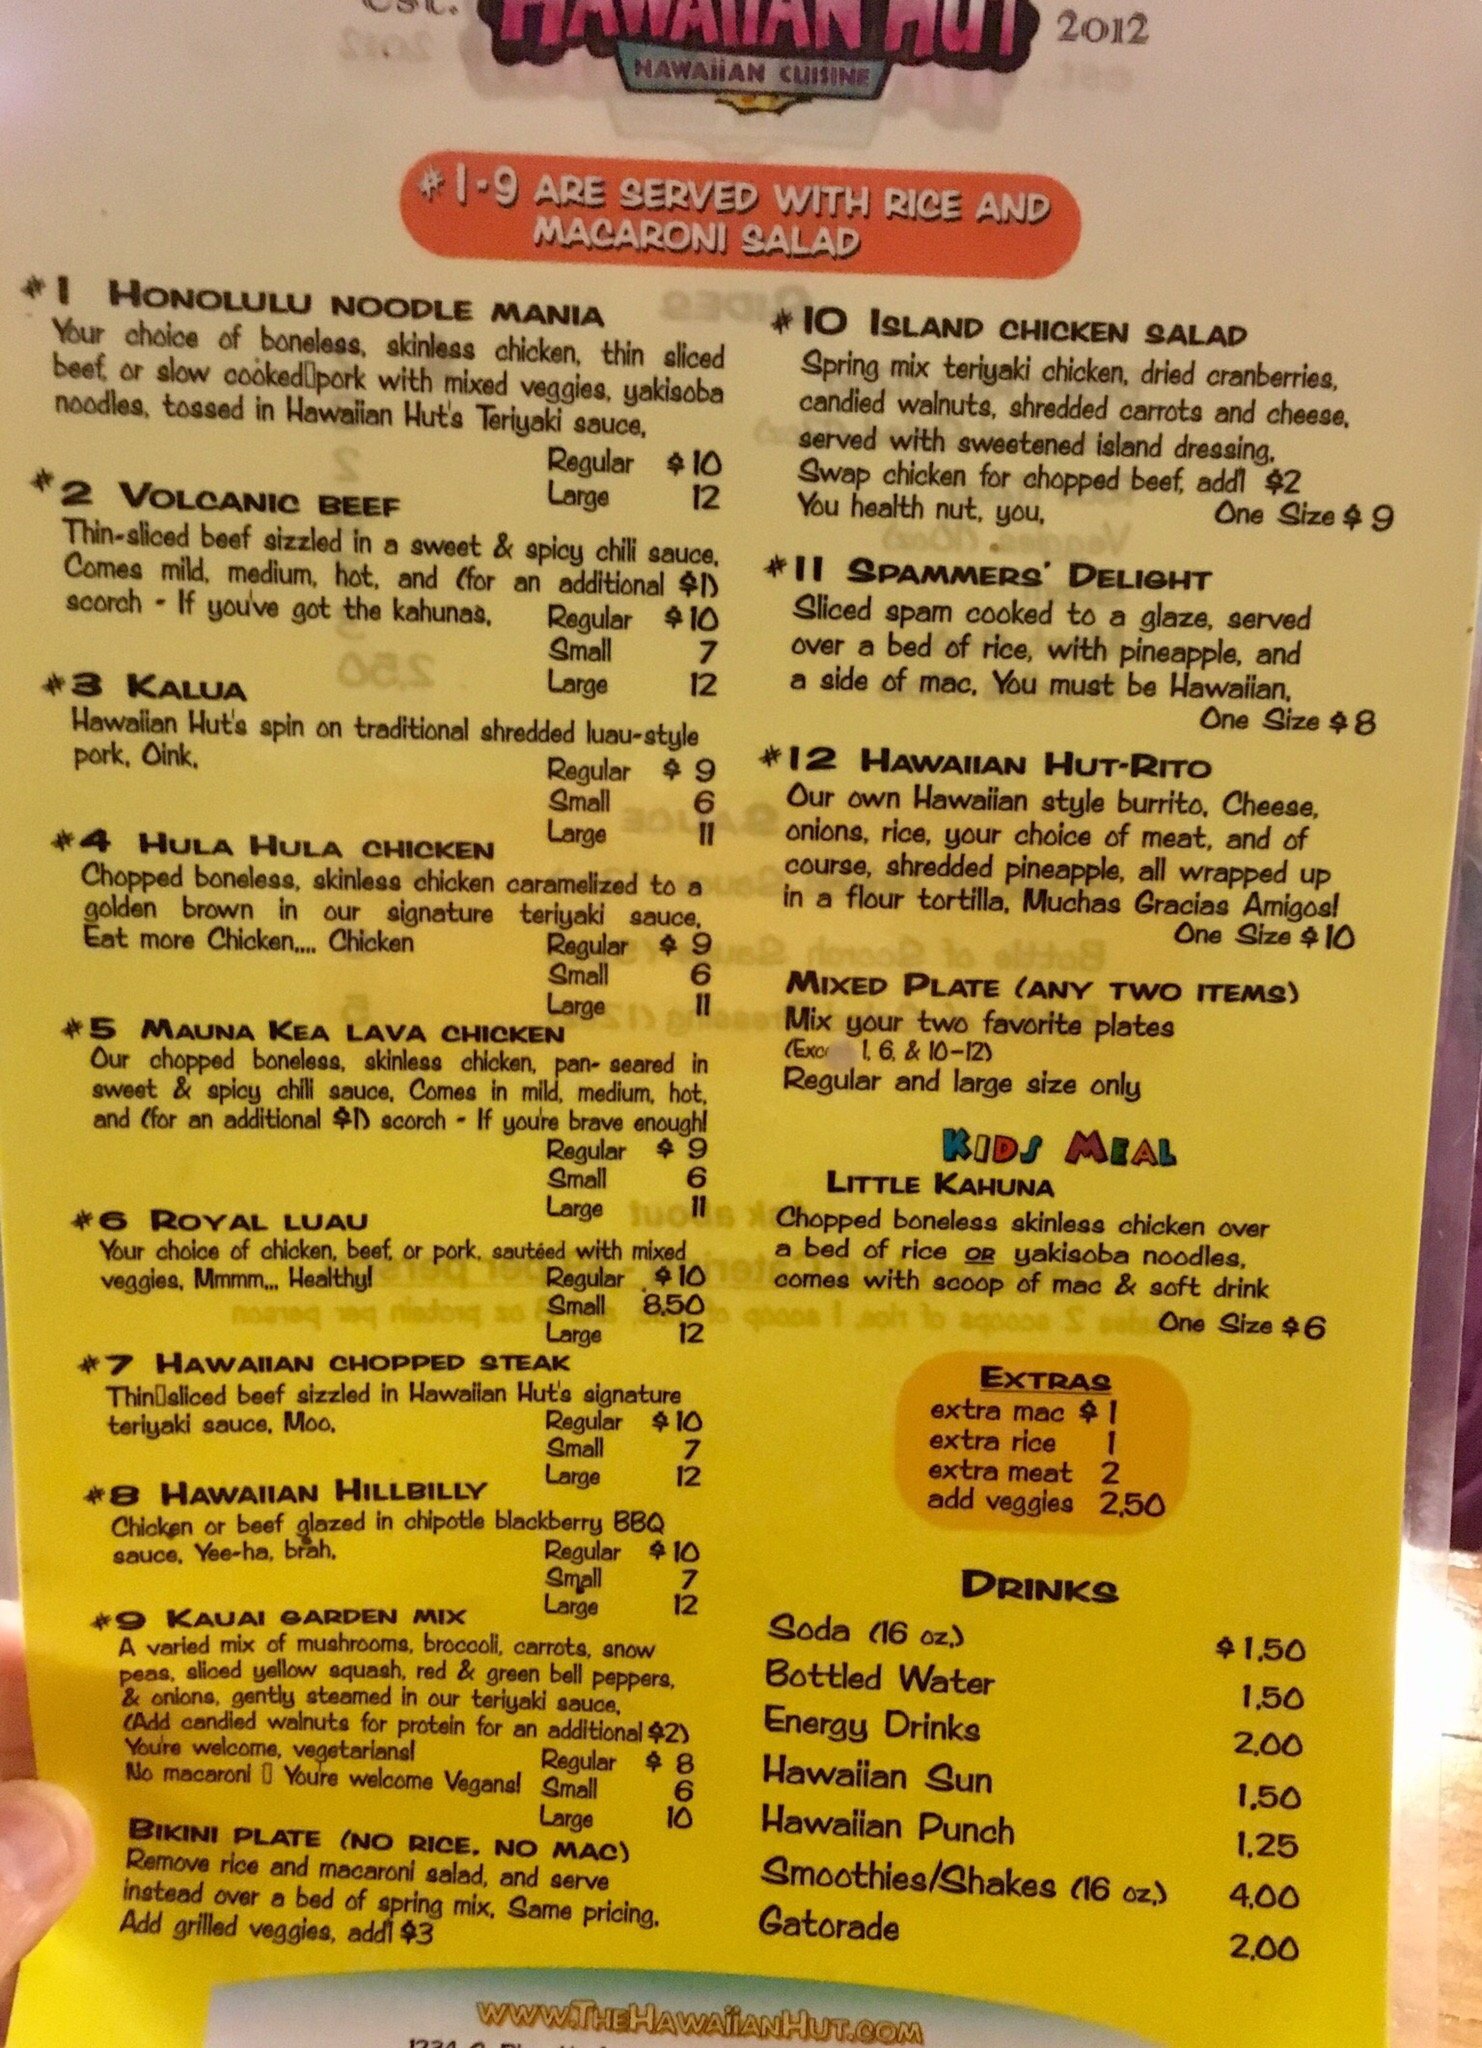 est. HAWAIIAN HUT 2012
HAWAIIAN CUISINE
#1-9 ARE SERVED WITH RICE AND
MACARONI SALAD
#1 HONOLULU NOODLE MANIA
Your choice of boneless, skinless chicken, thin sliced
beef, or slow cooked▯pork with mixed veggies, yakisoba
noodles, tossed in Hawaiian Hut's Teriyaki sauce.
Regular $10
Large 12
#2 VOLCANIC BEEF
Thin-sliced beef sizzled in a sweet & spicy chili sauce.
Comes mild, medium, hot, and (for an additional $1)
scorch - If you've got the kahunas.
Regular $10
Small 7
Large 12
#3 KALUA
Hawaiian Hut's spin on traditional shredded luau-style
pork. Oink.
Regular $ 9
Small 6
Large 11
#4 HULA HULA CHICKEN
Chopped boneless, skinless chicken caramelized to a
golden brown in our signature teriyaki sauce.
Eat more Chicken.... Chicken
Regular $ 9
Small 6
Large 11
#5 MAUNA KEA LAVA CHICKEN
Our chopped boneless, skinless chicken, pan- seared in
sweet & spicy chili sauce. Comes in mild, medium, hot,
and (for an additional $1) scorch - If you're brave enough!
Regular $ 9
Small 6
Large 11
#6 ROYAL LUAU
Your choice of chicken, beef, or pork, sautéed with mixed
veggies. Mmmm... Healthy!
Regular $10
Small 8.50
Large 12
#7 HAWAIIAN CHOPPED STEAK
Thin▯sliced beef sizzled in Hawaiian Hut's signature
teriyaki sauce. Moo.
Regular $10
Small 7
Large 12
#8 HAWAIIAN HILLBILLY
Chicken or beef glazed in chipotle blackberry BBQ
sauce. Yee-ha, brah.
Regular $10
Small 7
Large 12
#9 KAUAI GARDEN MIX
A varied mix of mushrooms, broccoli, carrots, snow
peas, sliced yellow squash, red & green bell peppers,
& onions, gently steamed in our teriyaki sauce.
(Add candied walnuts for protein for an additional $2)
You're welcome, vegetarians!
No macaroni ▯ You're welcome Vegans!
Regular $ 8
Small 6
Large 10
BIKINI PLATE (NO RICE, NO MAC)
Remove rice and macaroni salad, and serve
instead over a bed of spring mix. Same pricing.
Add grilled veggies, add'l $3
#10 ISLAND CHICKEN SALAD
Spring mix teriyaki chicken, dried cranberries,
candied walnuts, shredded carrots and cheese,
served with sweetened island dressing.
Swap chicken for chopped beef, add'l $2
You health nut, you.
One Size $ 9
#11 SPAMMERS' DELIGHT
Sliced spam cooked to a glaze, served
over a bed of rice, with pineapple, and
a side of mac. You must be Hawaiian.
One Size $ 8
#12 HAWAIIAN HUT-RITO
Our own Hawaiian style burrito. Cheese,
onions, rice, your choice of meat, and of
course, shredded pineapple, all wrapped up
in a flour tortilla. Muchas Gracias Amigos!
One Size $10
MIXED PLATE (ANY TWO ITEMS)
Mix your two favorite plates
1, 6, & 10-12)
Regular and large size only
KIDS MEAL
LITTLE KAHUNA
Chopped boneless skinless chicken over
a bed of rice OR yakisoba noodles,
comes with scoop of mac & soft drink
One Size $6
EXTRAS
extra mac $ 1
extra rice 1
extra meat 2
add veggies 2.50
DRINKS
Soda (16 oz.) $1.50
Bottled Water 1.50
Energy Drinks 2.00
Hawaiian Sun 1.50
Hawaiian Punch 1.25
Smoothies/Shakes (16 oz.) 4.00
Gatorade 2.00
WWW.THEHAWAIIANHUT.COM